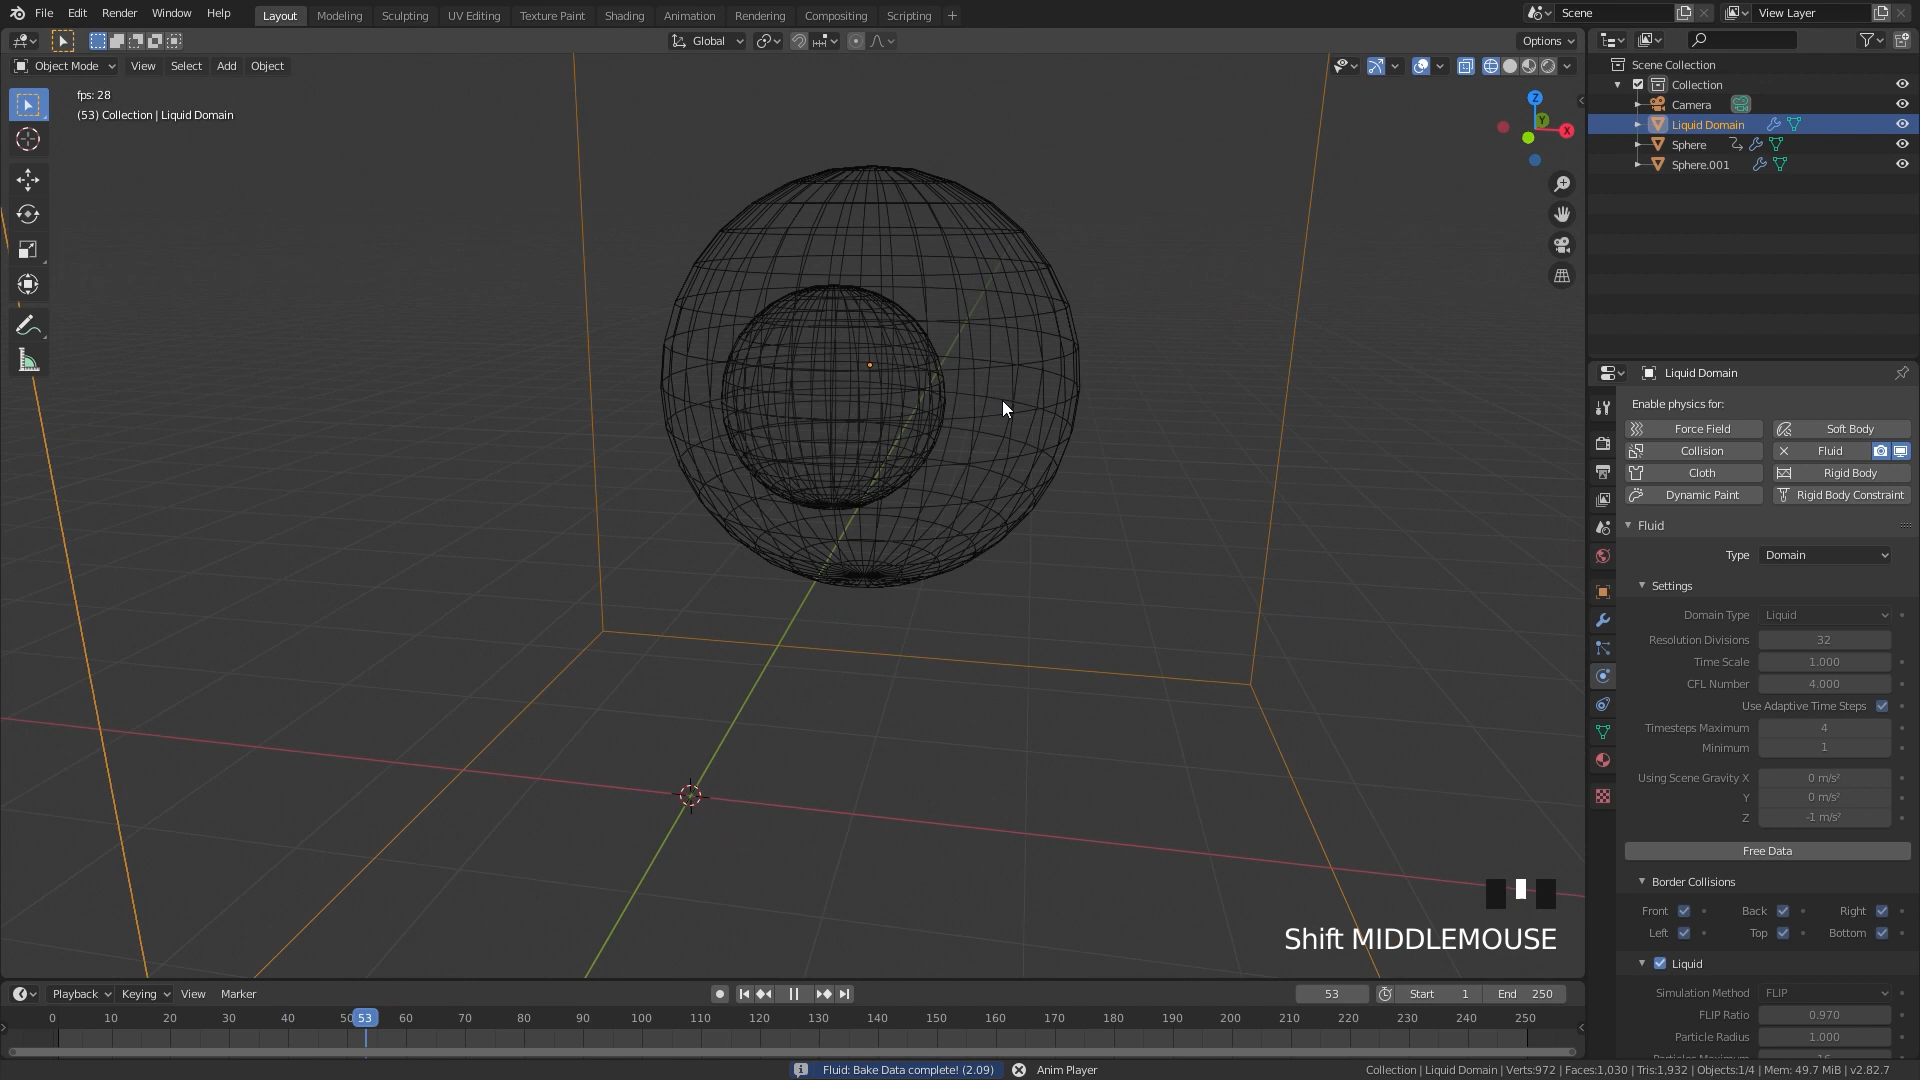 File Edit Render Window Help Layout Modeling Sculpting UV Editing Texture Paint Shading Animation Rendering Compositing Scripting + Scene View Layer
Global Options
Object Mode View Select Add Object
fps: 28
(53) Collection | Liquid Domain
Z
Y
X
Shift MIDDLEMOUSE
Scene Collection
Collection
Camera
Liquid Domain
Sphere
Sphere.001
Liquid Domain
Enable physics for:
Force Field Soft Body
Collision Fluid
Cloth Rigid Body
Dynamic Paint Rigid Body Constraint
Fluid
Type Domain
Settings
Domain Type Liquid
Resolution Divisions 32
Time Scale 1.000
CFL Number 4.000
Use Adaptive Time Steps
Timesteps Maximum 4
Minimum 1
Using Scene Gravity X 0 m/s²
Y 0 m/s²
Z -1 m/s²
Free Data
Border Collisions
Front Back Right
Left Top Bottom
Liquid
Simulation Method FLIP
FLIP Ratio 0.970
Particle Radius 1.000
Playback Keying View Marker 53 Start 1 End 250
0 10 20 30 40 50 53 60 70 80 90 100 110 120 130 140 150 160 170 180 190 200 210 220 230 240 250
Fluid: Bake Data complete! (2.09) Anim Player Collection | Liquid Domain | Verts:972 | Faces:1,030 | Tris:1,932 | Objects:1/4 | Mem: 49.7 MiB | v2.82.7